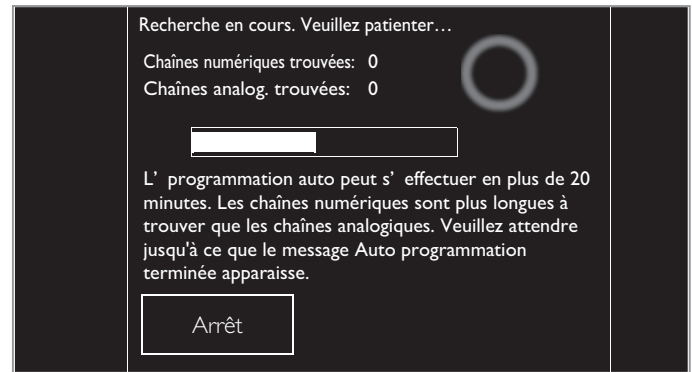 Recherche en cours. Veuillez patienter…
Chaînes numériques trouvées: 0
Chaînes analog. trouvées: 0
L’ programmation auto peut s’ effectuer en plus de 20
minutes. Les chaînes numériques sont plus longues à
trouver que les chaînes analogiques. Veuillez attendre
jusqu'à ce que le message Auto programmation
terminée apparaisse.
Arrêt